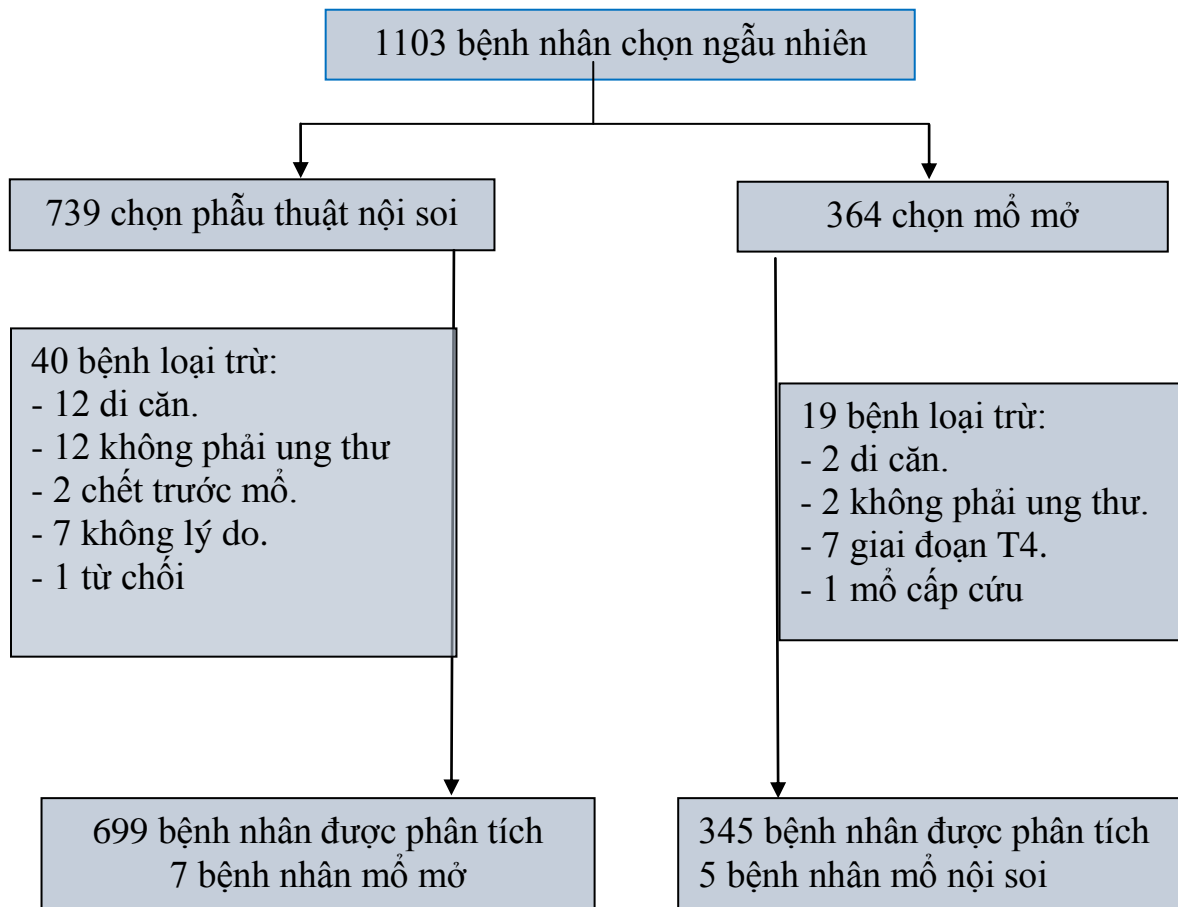 1103 bệnh nhân chọn ngẫu nhiên
739 chọn phẫu thuật nội soi
364 chọn mổ mở
40 bệnh loại trừ:
- 12 di căn.
- 12 không phải ung thư
- 2 chết trước mổ.
- 7 không lý do.
- 1 từ chối
19 bệnh loại trừ:
- 2 di căn.
- 2 không phải ung thư.
- 7 giai đoạn T4.
- 1 mổ cấp cứu
699 bệnh nhân được phân tích
7 bệnh nhân mổ mở
345 bệnh nhân được phân tích
5 bệnh nhân mổ nội soi